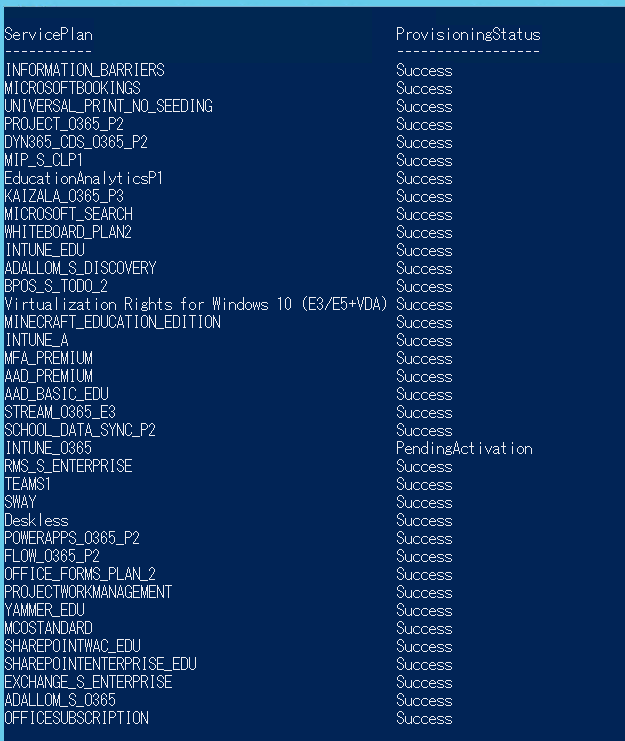 ServicePlan ProvisioningStatus
----------- ------------------
INFORMATION_BARRIERS Success
MICROSOFTBOOKINGS Success
UNIVERSAL_PRINT_NO_SEEDING Success
PROJECT_O365_P2 Success
DYN365_CDS_O365_P2 Success
MIP_S_CLP1 Success
EducationAnalyticsP1 Success
KAIZALA_O365_P3 Success
MICROSOFT_SEARCH Success
WHITEBOARD_PLAN2 Success
INTUNE_EDU Success
ADALLOM_S_DISCOVERY Success
BPOS_S_TODO_2 Success
Virtualization Rights for Windows 10 (E3/E5+VDA) Success
MINECRAFT_EDUCATION_EDITION Success
INTUNE_A Success
MFA_PREMIUM Success
AAD_PREMIUM Success
AAD_BASIC_EDU Success
STREAM_O365_E3 Success
SCHOOL_DATA_SYNC_P2 Success
INTUNE_O365 PendingActivation
RMS_S_ENTERPRISE Success
TEAMS1 Success
SWAY Success
Deskless Success
POWERAPPS_O365_P2 Success
FLOW_O365_P2 Success
OFFICE_FORMS_PLAN_2 Success
PROJECTWORKMANAGEMENT Success
YAMMER_EDU Success
MCOSTANDARD Success
SHAREPOINTWAC_EDU Success
SHAREPOINTENTERPRISE_EDU Success
EXCHANGE_S_ENTERPRISE Success
ADALLOM_S_O365 Success
OFFICESUBSCRIPTION Success